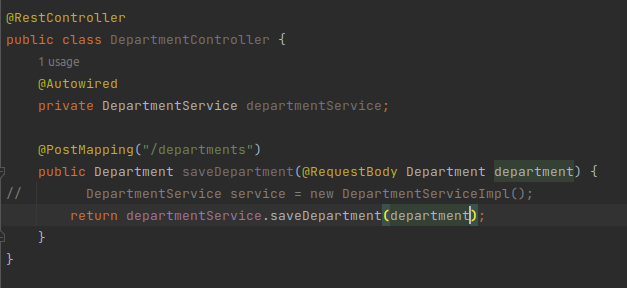 @RestController
public class DepartmentController {
1 usage
@Autowired
private DepartmentService departmentService;
@PostMapping("/departments")
public Department saveDepartment(@RequestBody Department department) {
//        DepartmentService service = new DepartmentServiceImpl();
return departmentService.saveDepartment(department);
}
}